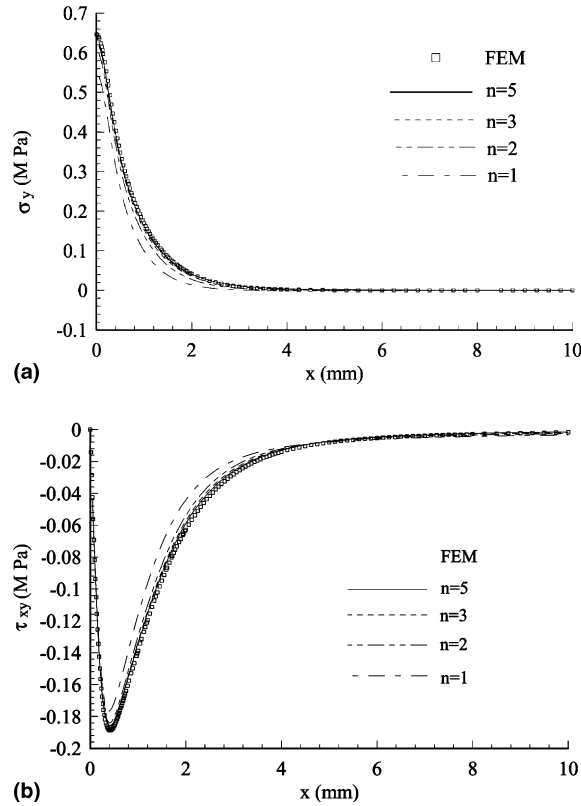 0.7
0.6
0.5
0.4
0.3
0.2
0.1
0
-0.1
σy (M Pa)
FEM
n=5
n=3
n=2
n=1
0 2 4 6 8 10
x (mm)
(a)
0
-0.02
-0.04
-0.06
-0.08
-0.1
-0.12
-0.14
-0.16
-0.18
-0.2
τxy (M Pa)
FEM
n=5
n=3
n=2
n=1
0 2 4 6 8 10
x (mm)
(b)